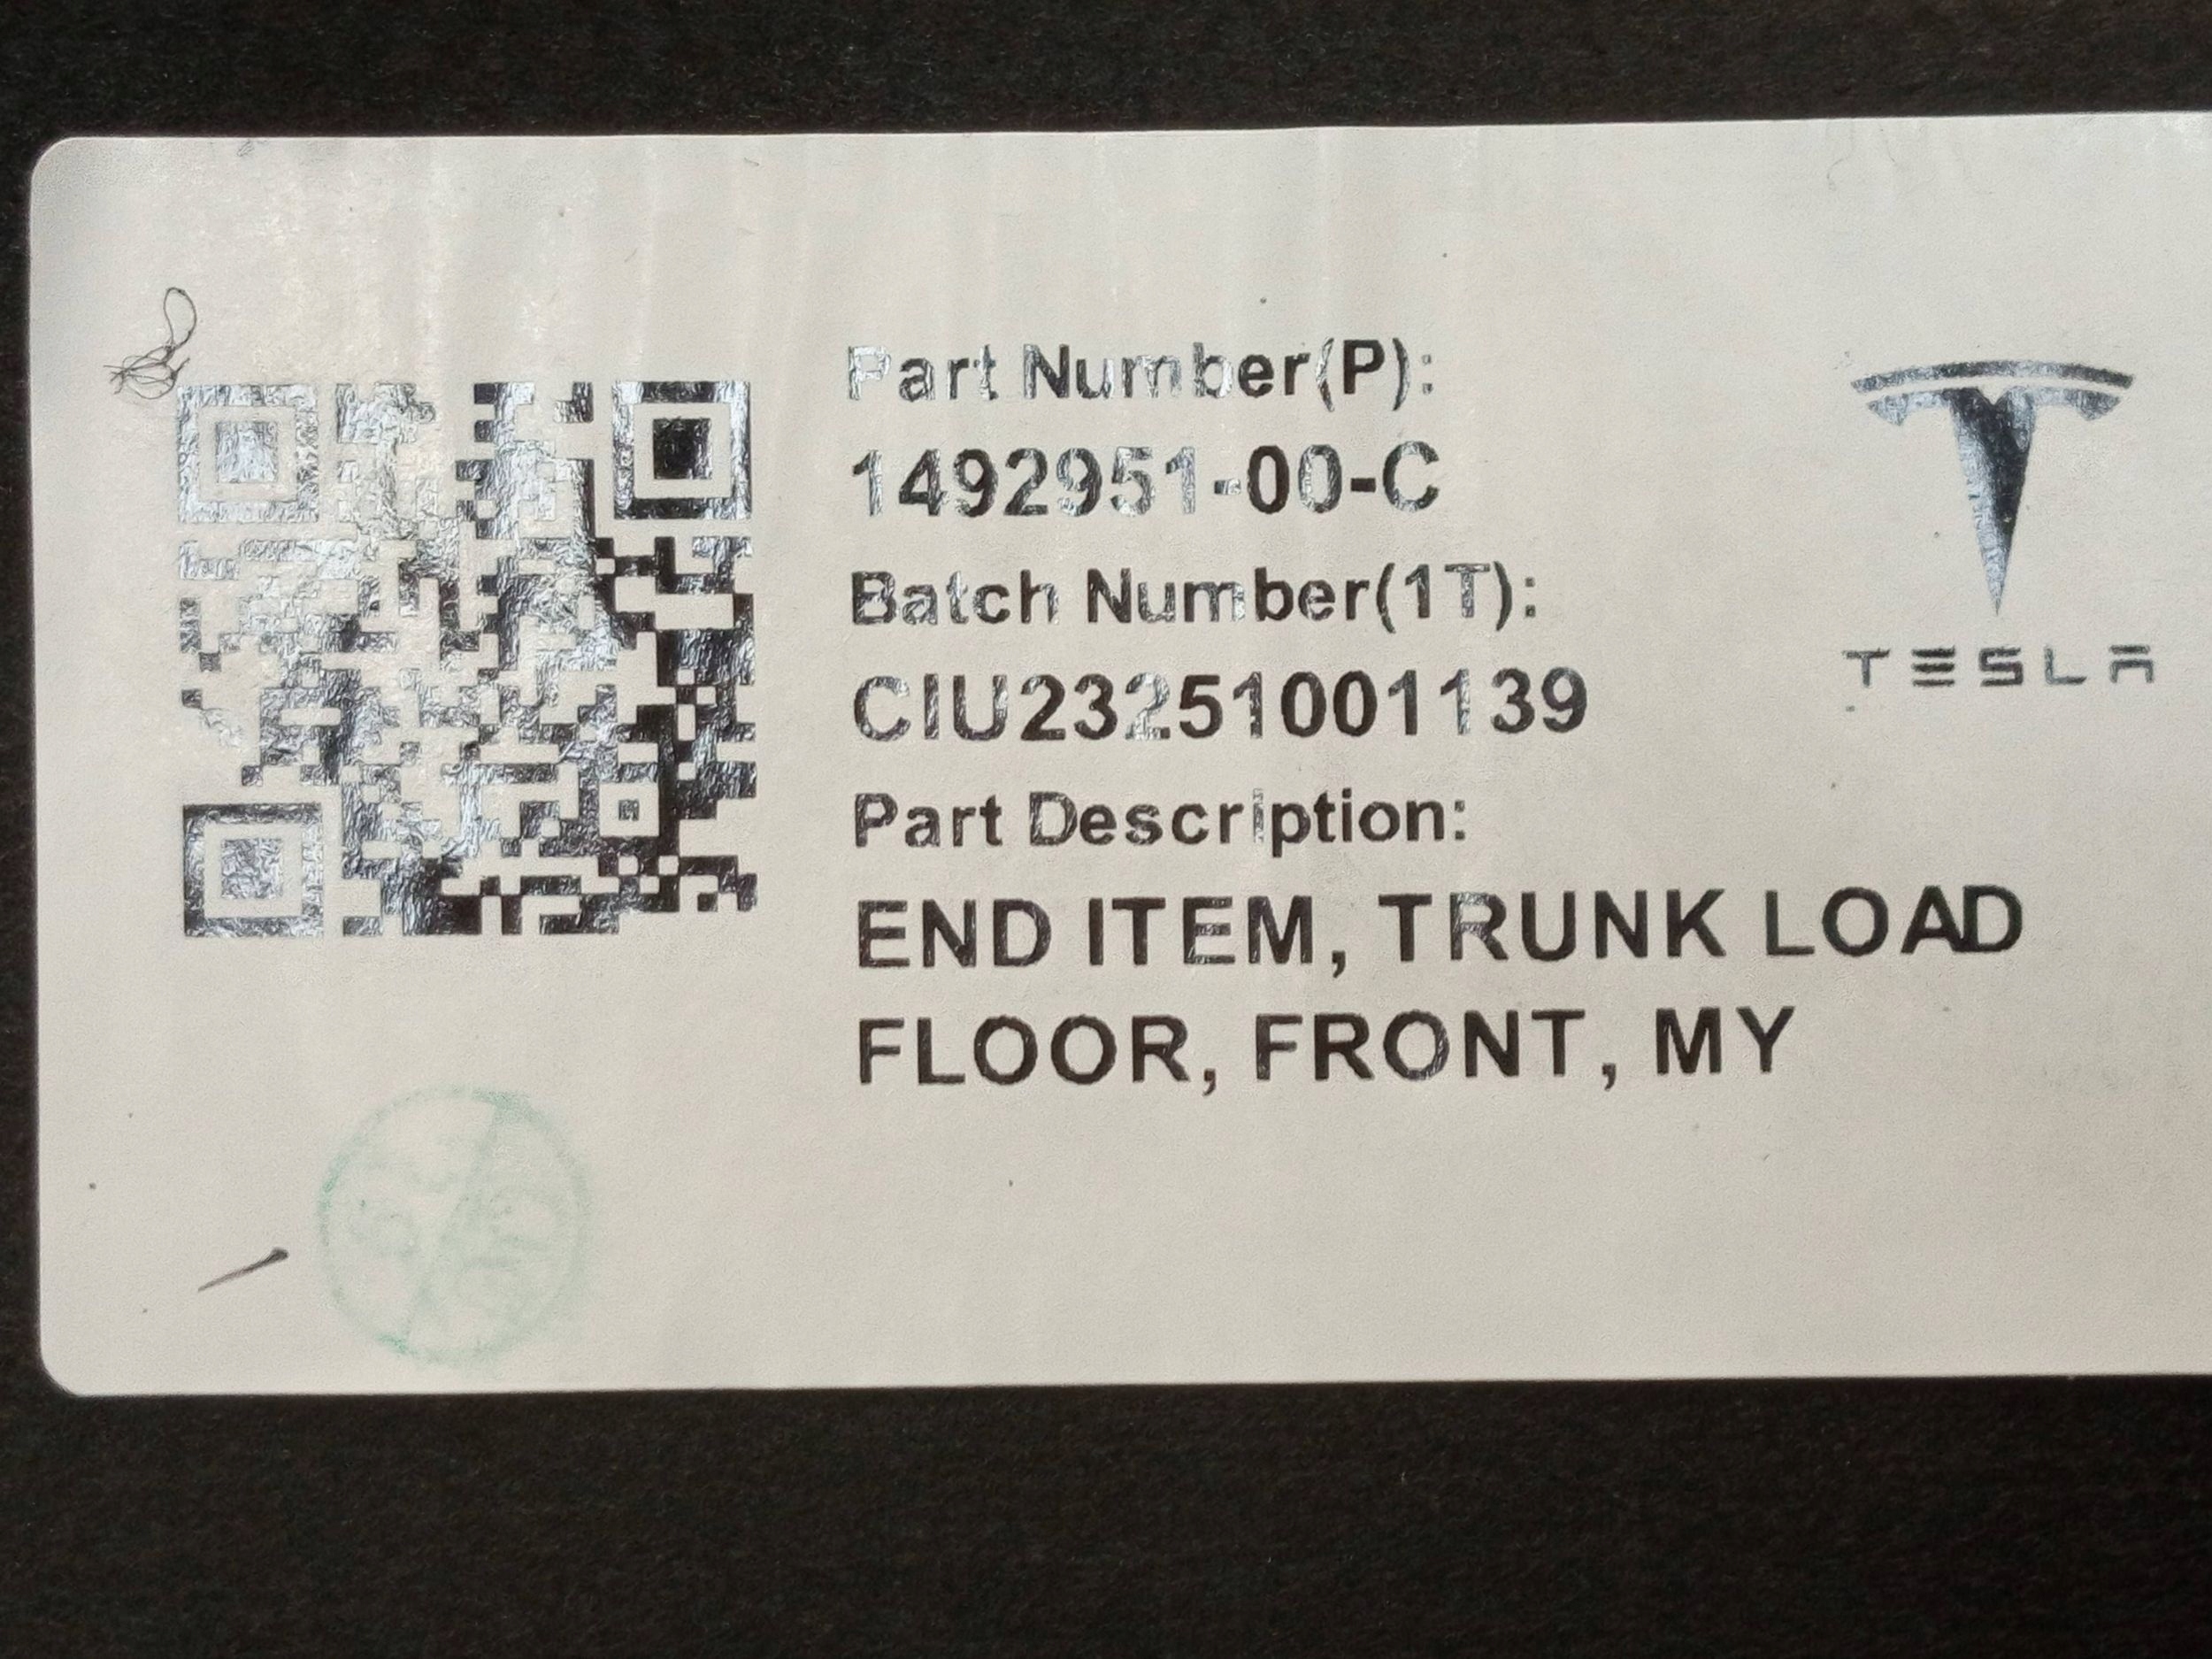 Part Number(P):
1492951-00-C
Batch Number(1T):
CIU23251001139
Part Description:
END ITEM, TRUNK LOAD
FLOOR, FRONT, MY
TESLA